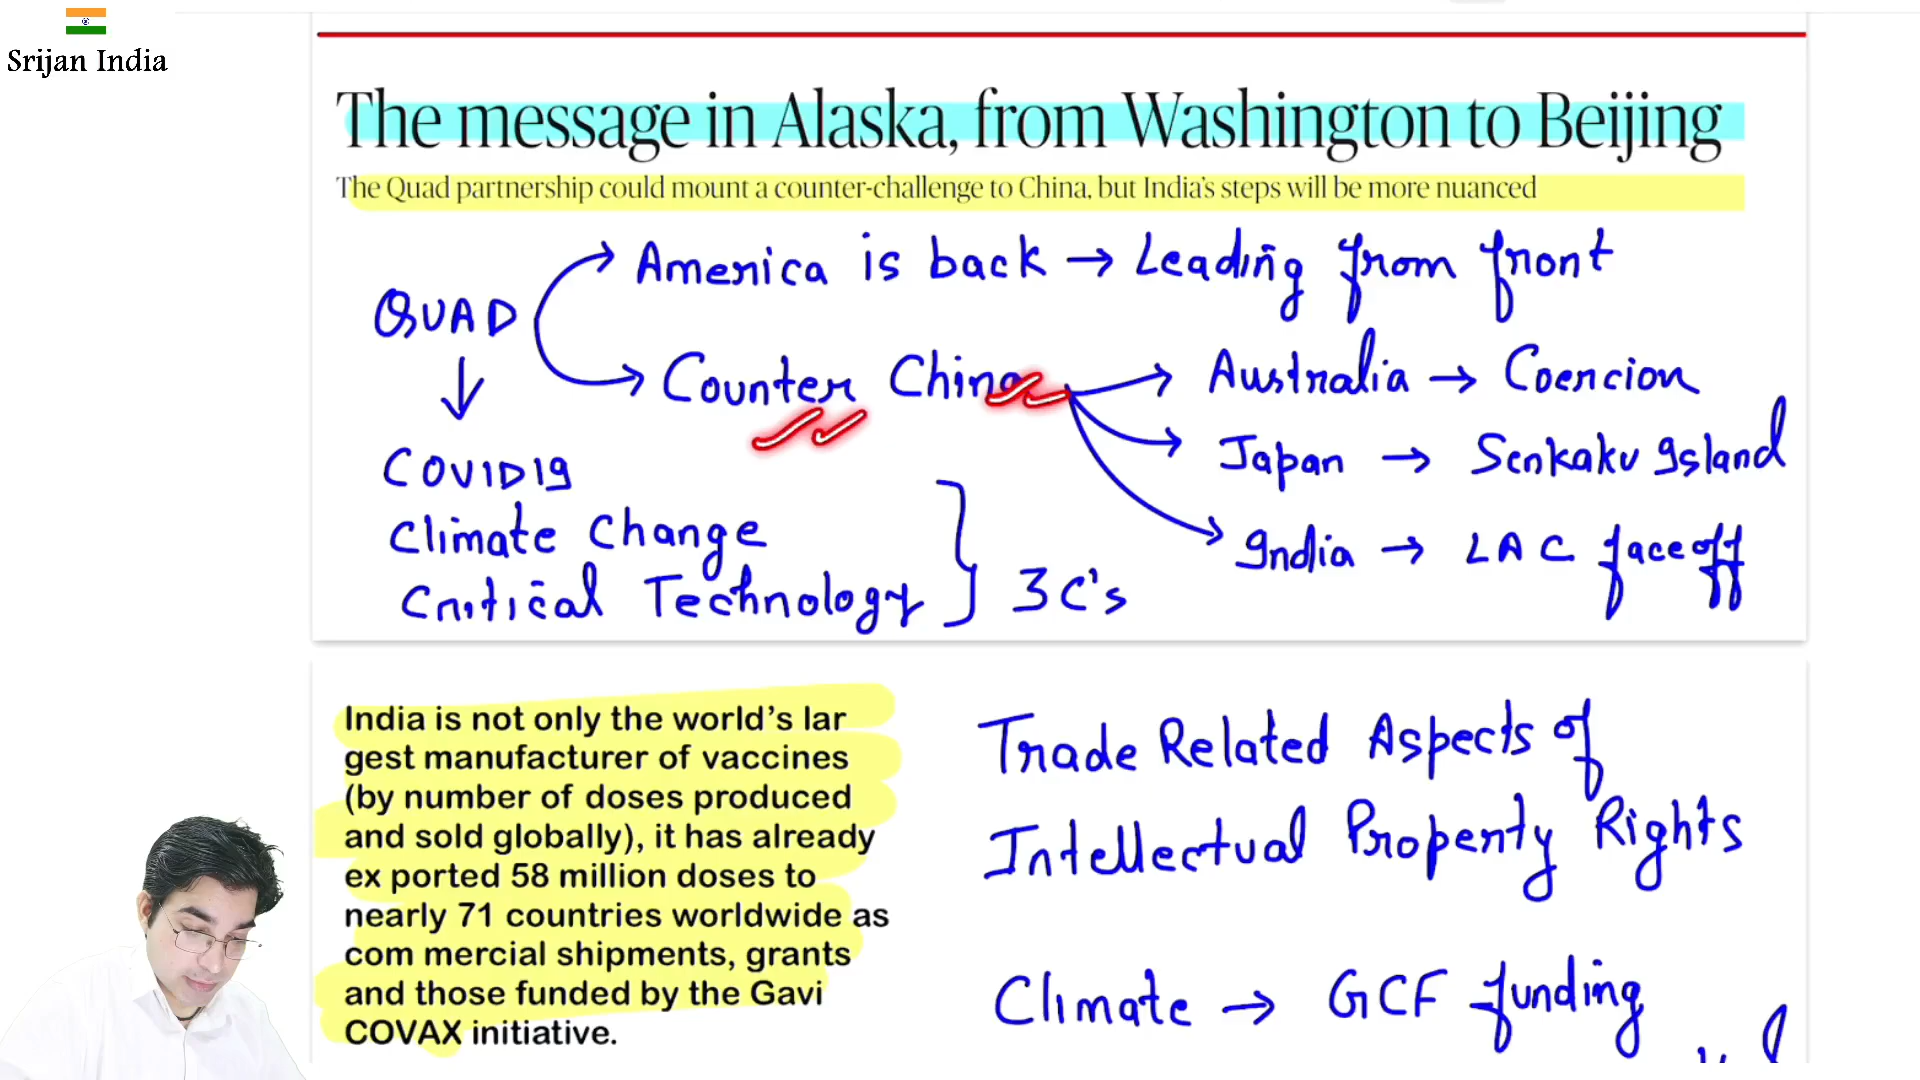 Srijan India
The message in Alaska, from Washington to Beijing
The Quad partnership could mount a counter-challenge to China, but India's steps will be more nuanced
America is back → Leading from front
QUAD
Counter China
Australia → Coercion
Japan → Senkaku Island
India → LAC face off
COVID19
Climate Change
Critical Technology
3C's
India is not only the world's lar
gest manufacturer of vaccines
(by number of doses produced
and sold globally), it has already
ex ported 58 million doses to
nearly 71 countries worldwide as
com mercial shipments, grants
and those funded by the Gavi
COVAX initiative.
Trade Related Aspects of
Intellectual Property Rights
Climate → GCF funding